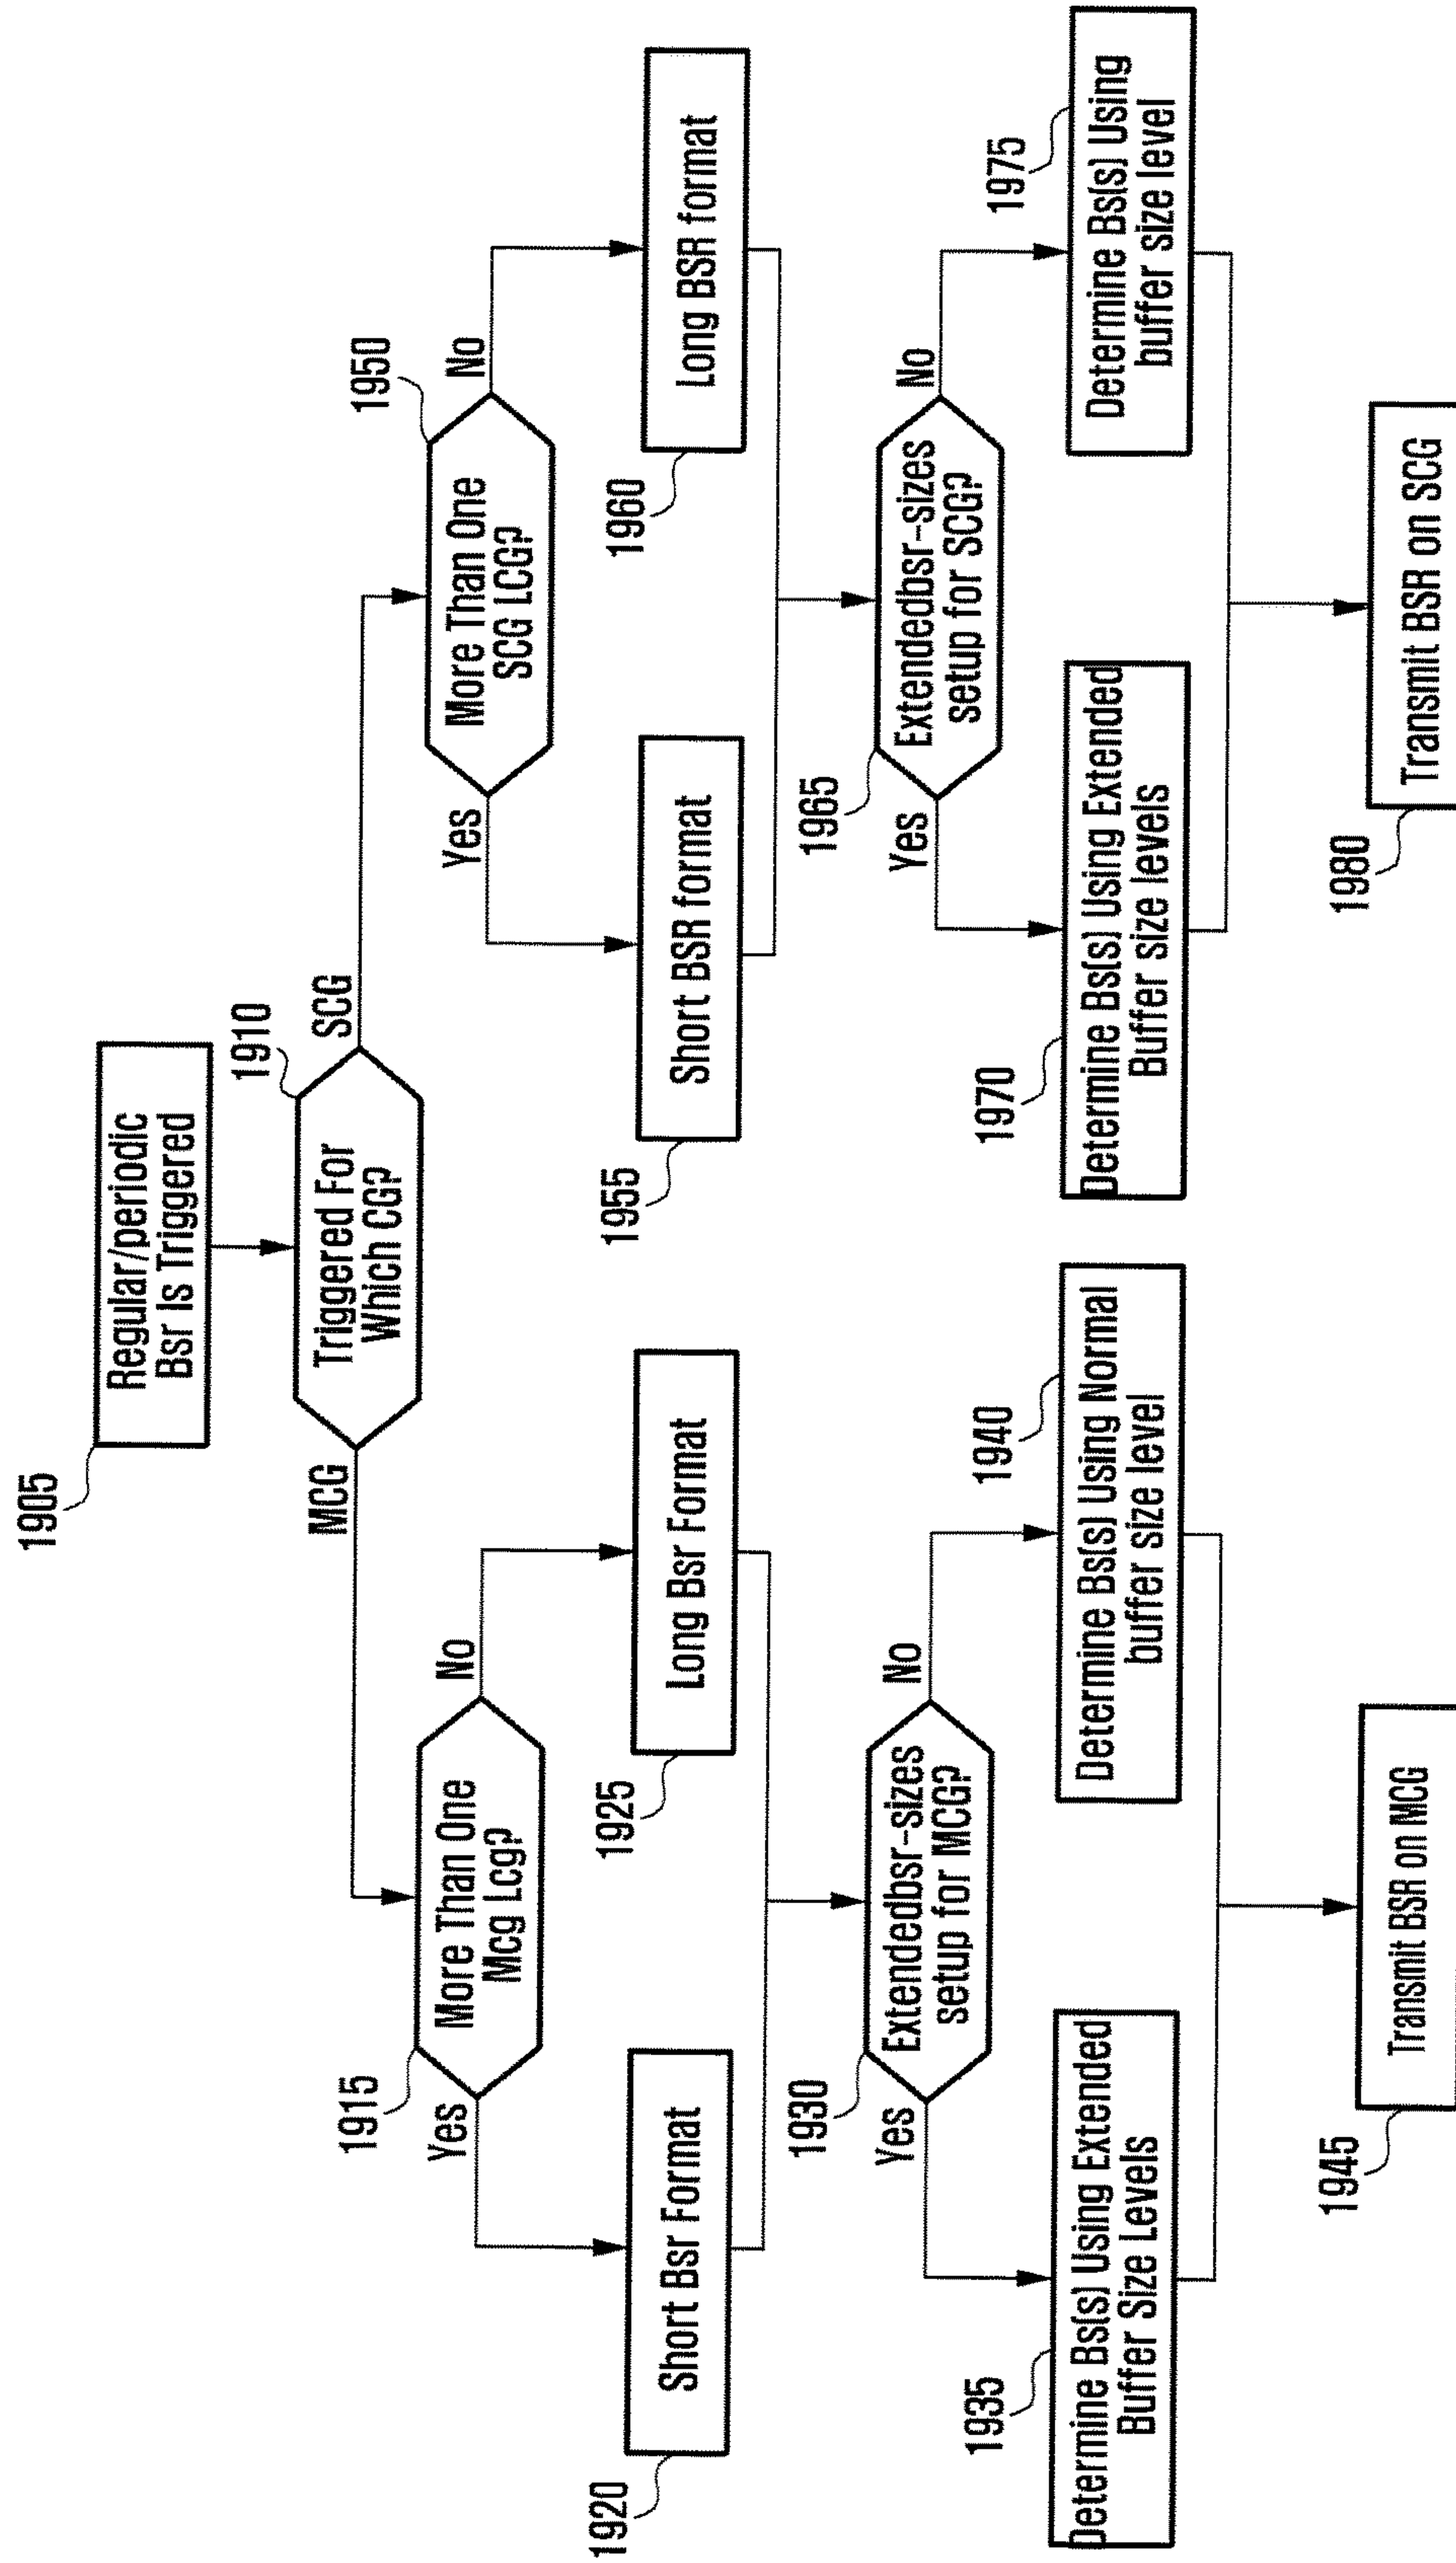 1905
Regular/periodic
Bsr Is Triggered
1910
Triggered For
Which CG?
MCG
SCG
1915
More Than One
Mcg Lcg?
Yes
No
1950
More Than One
SCG LCG?
Yes
No
1920
Short Bsr Format
1925
Long Bsr Format
1955
Short BSR format
1960
Long BSR format
1930
Extendedbsr-sizes
setup for MCG?
Yes
No
1965
Extendedbsr-sizes
setup for SCG?
Yes
No
1935
Determine Bs(s) Using Extended
Buffer Size Levels
1940
Determine Bs(s) Using Normal
buffer size level
1970
Determine Bs(s) Using Extended
Buffer size levels
1975
Determine Bs(s) Using
buffer size level
1945
Transmit BSR on MCG
1980
Transmit BSR on SCG